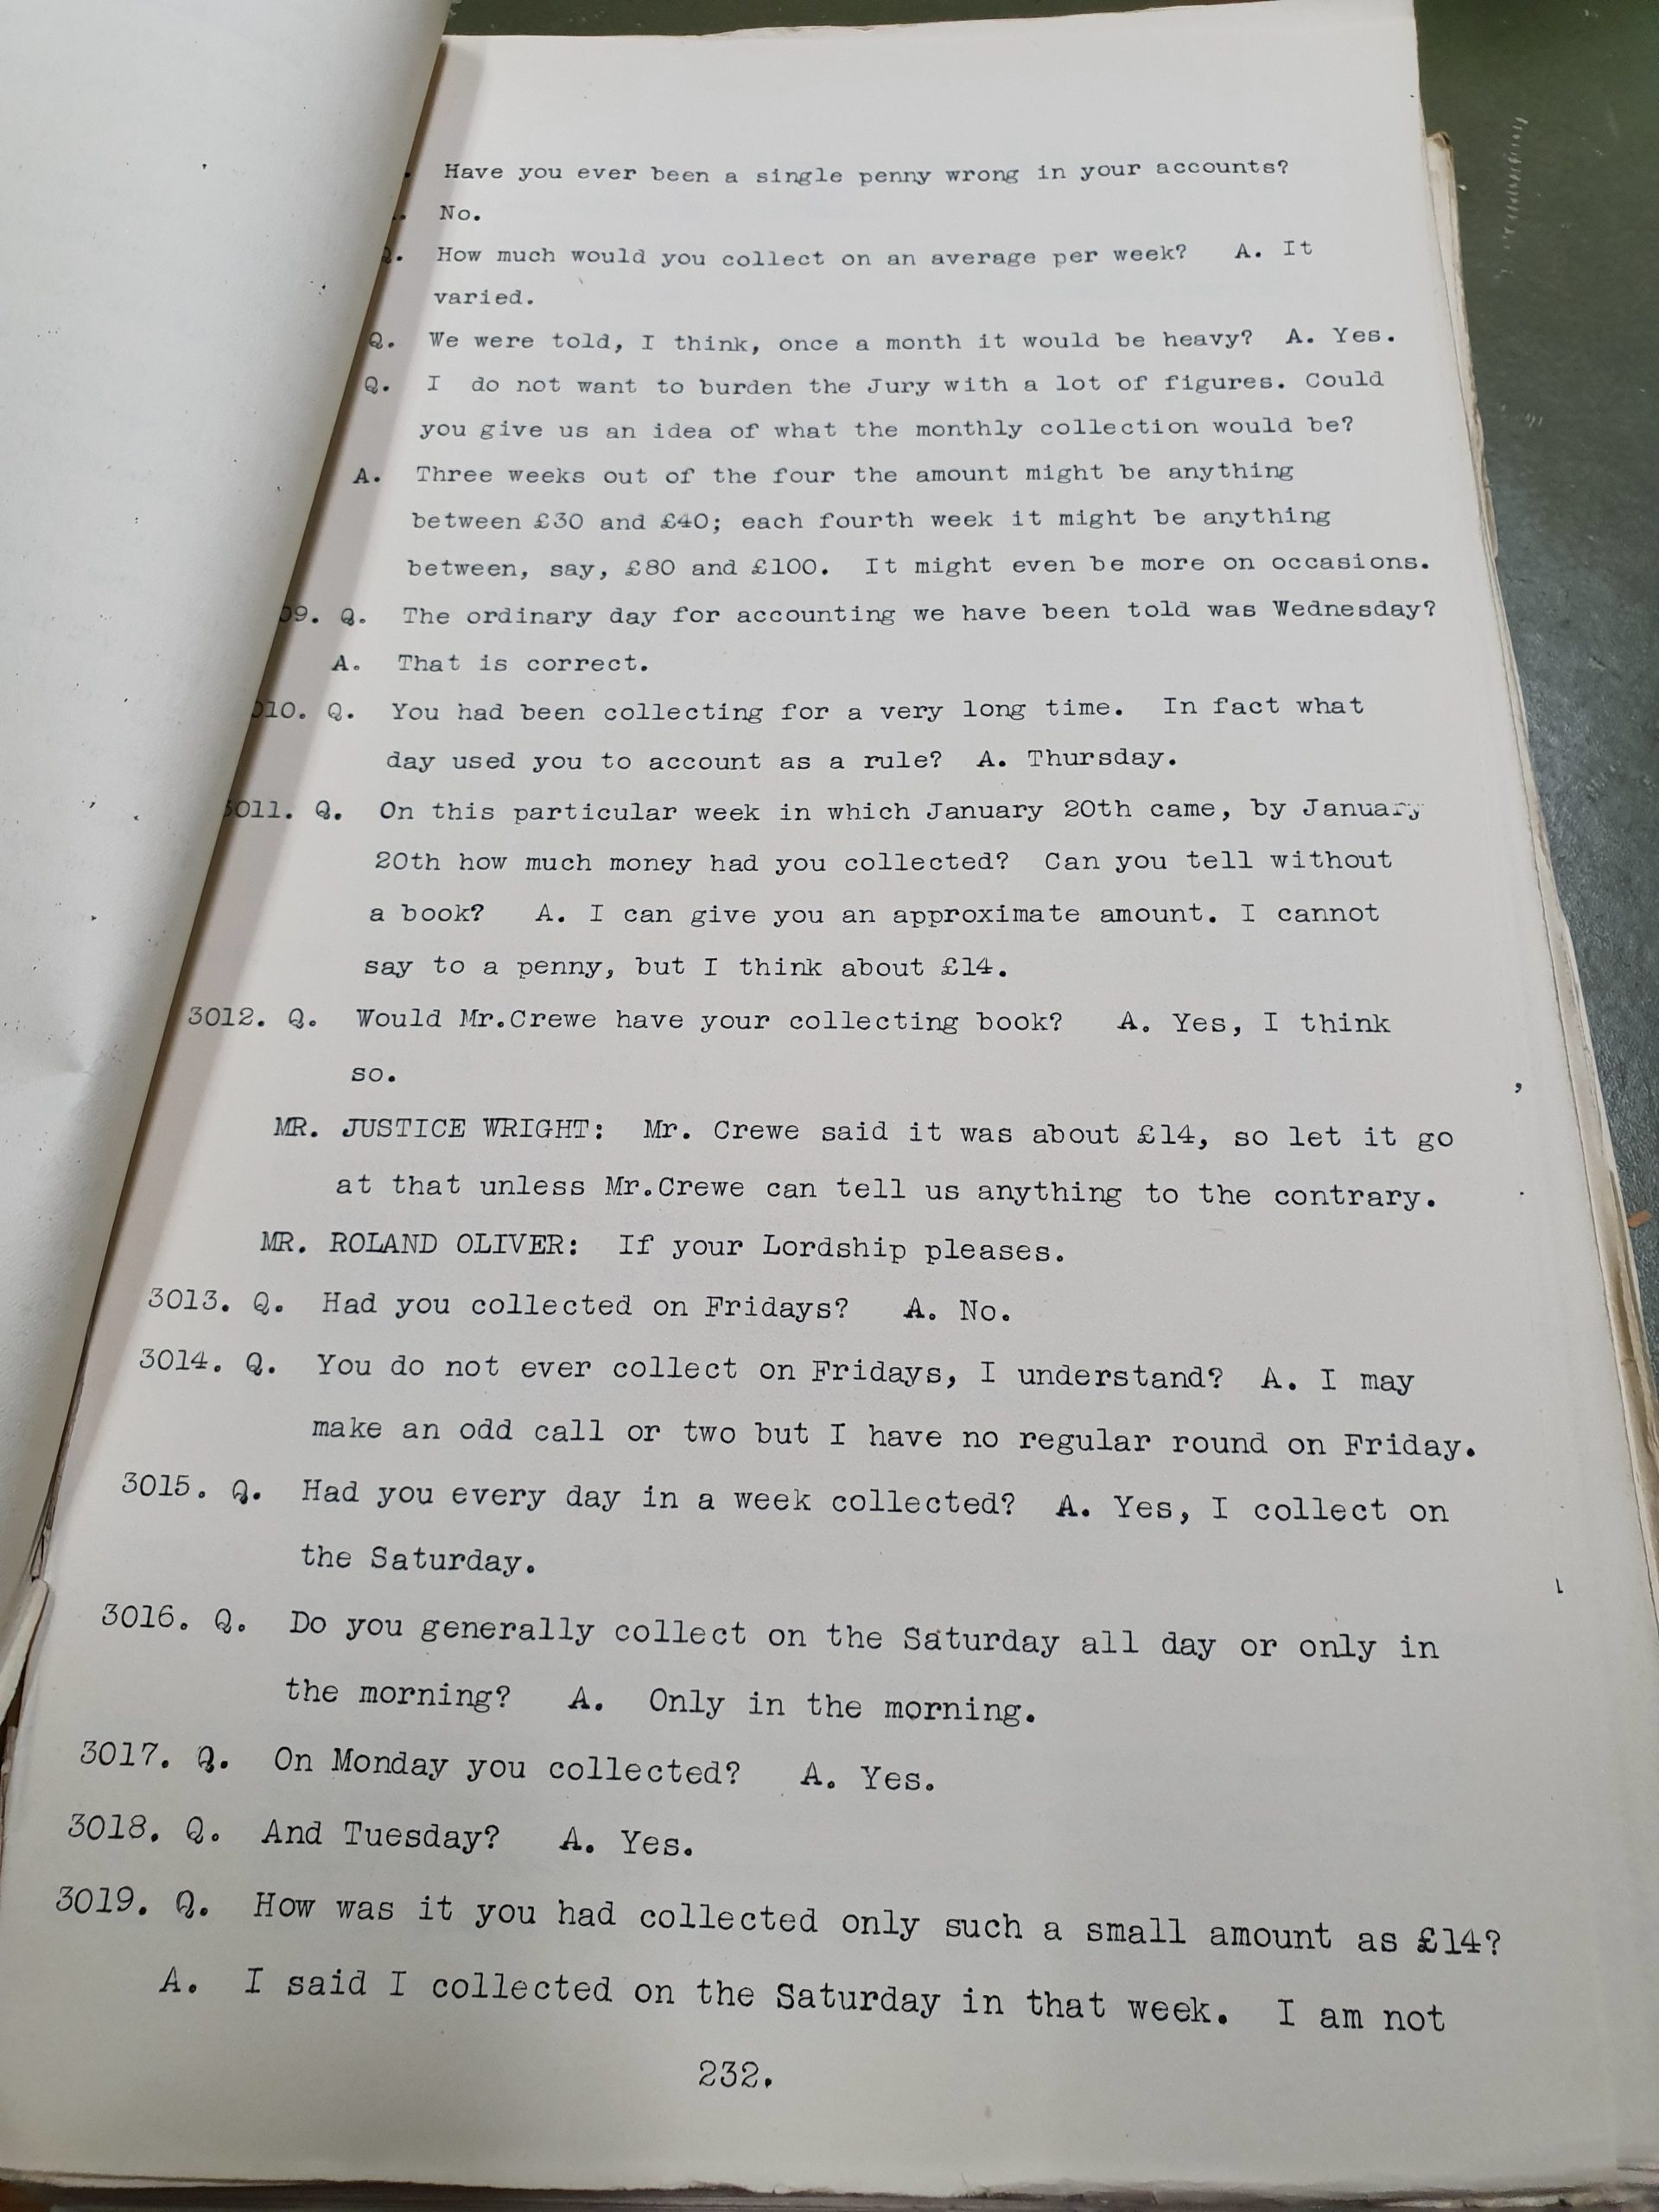 Have you ever been a single penny wrong in your accounts?
No.
Q. How much would you collect on an average per week? A. It
varied.
Q. We were told, I think, once a month it would be heavy? A. Yes.
Q. I do not want to burden the Jury with a lot of figures. Could
you give us an idea of what the monthly collection would be?
A. Three weeks out of the four the amount might be anything
between £30 and £40; each fourth week it might be anything
between, say, £80 and £100. It might even be more on occasions.
09. Q. The ordinary day for accounting we have been told was Wednesday?
A. That is correct.
010. Q. You had been collecting for a very long time. In fact what
day used you to account as a rule? A. Thursday.
3011. Q. On this particular week in which January 20th came, by January
20th how much money had you collected? Can you tell without
a book? A. I can give you an approximate amount. I cannot
say to a penny, but I think about £14.
3012. Q. Would Mr.Crewe have your collecting book? A. Yes, I think
so.
MR. JUSTICE WRIGHT: Mr. Crewe said it was about £14, so let it go
at that unless Mr.Crewe can tell us anything to the contrary.
MR. ROLAND OLIVER: If your Lordship pleases.
3013. Q. Had you collected on Fridays? A. No.
3014. Q. You do not ever collect on Fridays, I understand? A. I may
make an odd call or two but I have no regular round on Friday.
3015. Q. Had you every day in a week collected? A. Yes, I collect on
the Saturday.
3016. Q. Do you generally collect on the Saturday all day or only in
the morning? A. Only in the morning.
3017. Q. On Monday you collected? A. Yes.
3018. Q. And Tuesday? A. Yes.
3019. Q. How was it you had collected only such a small amount as £14?
A. I said I collected on the Saturday in that week. I am not
232.